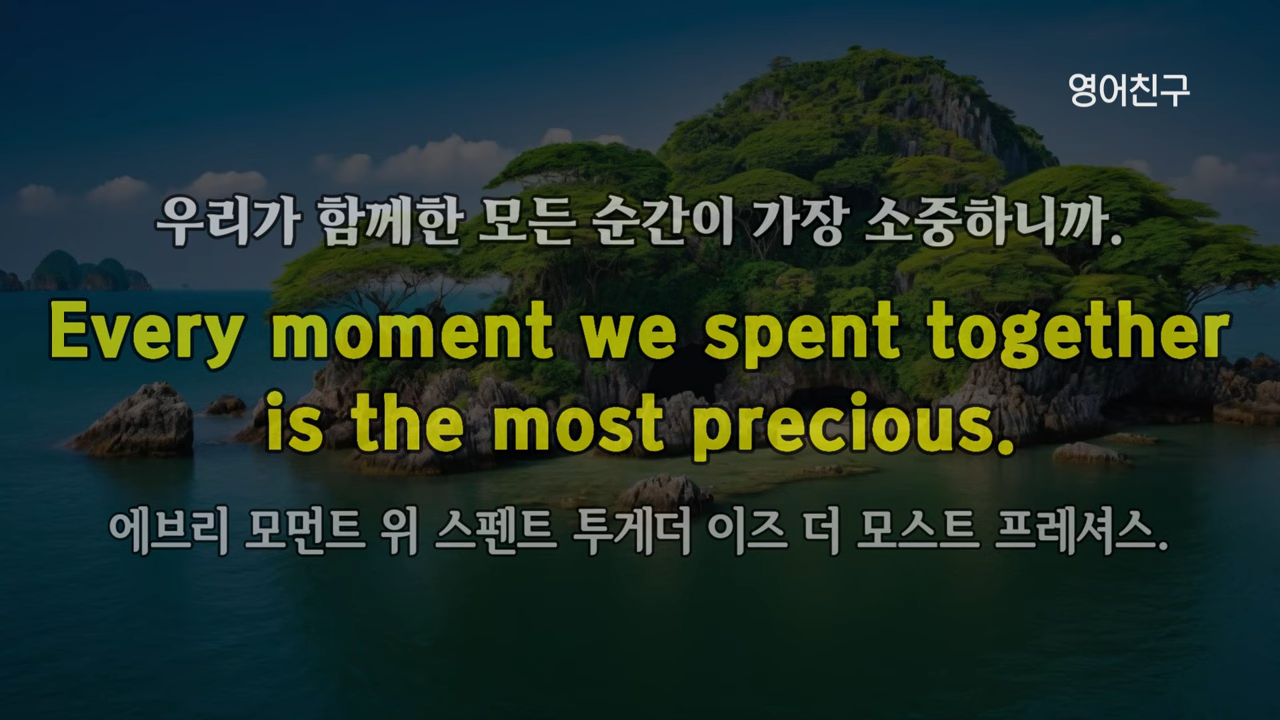 영어친구
우리가 함께한 모든 순간이 가장 소중하니까.
Every moment we spent together
is the most precious.
에브리 모먼트 위 스펜트 투게더 이즈 더 모스트 프레셔스.